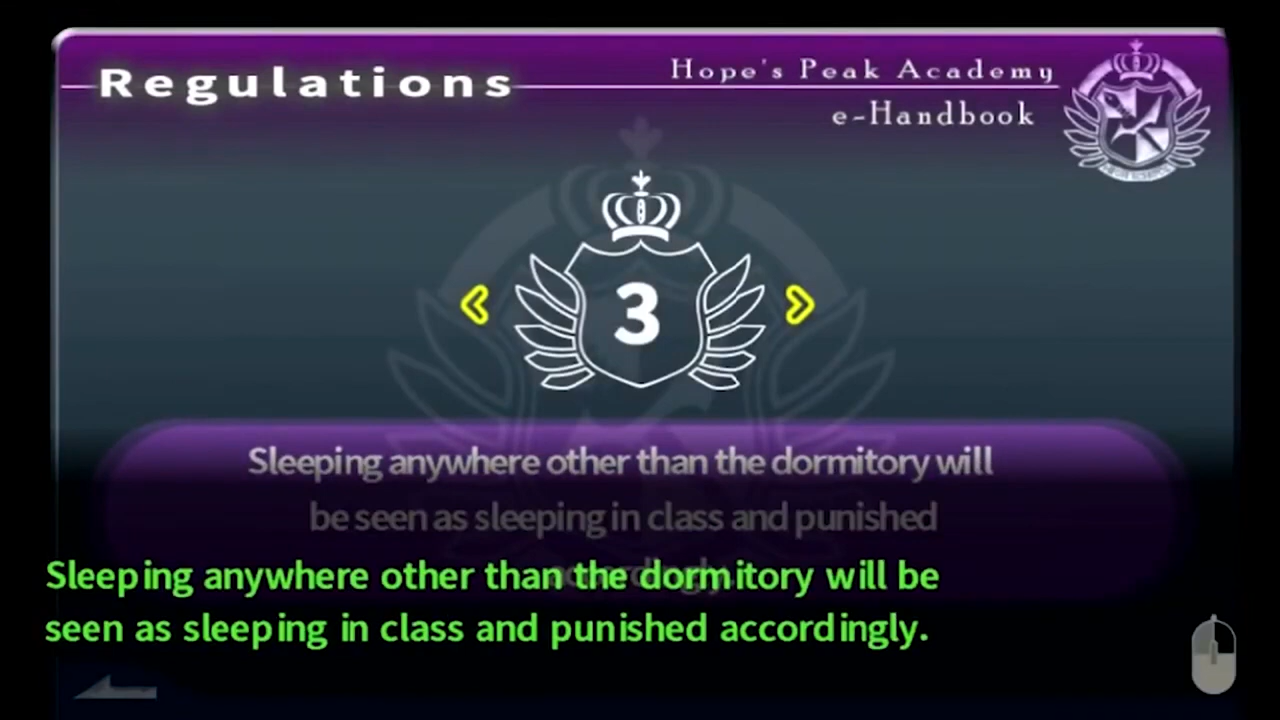 Regulations
Hope's Peak Academy
e-Handbook
3
Sleeping anywhere other than the dormitory will
be seen as sleeping in class and punished
accordingly.
Sleeping anywhere other than the dormitory will be
seen as sleeping in class and punished accordingly.